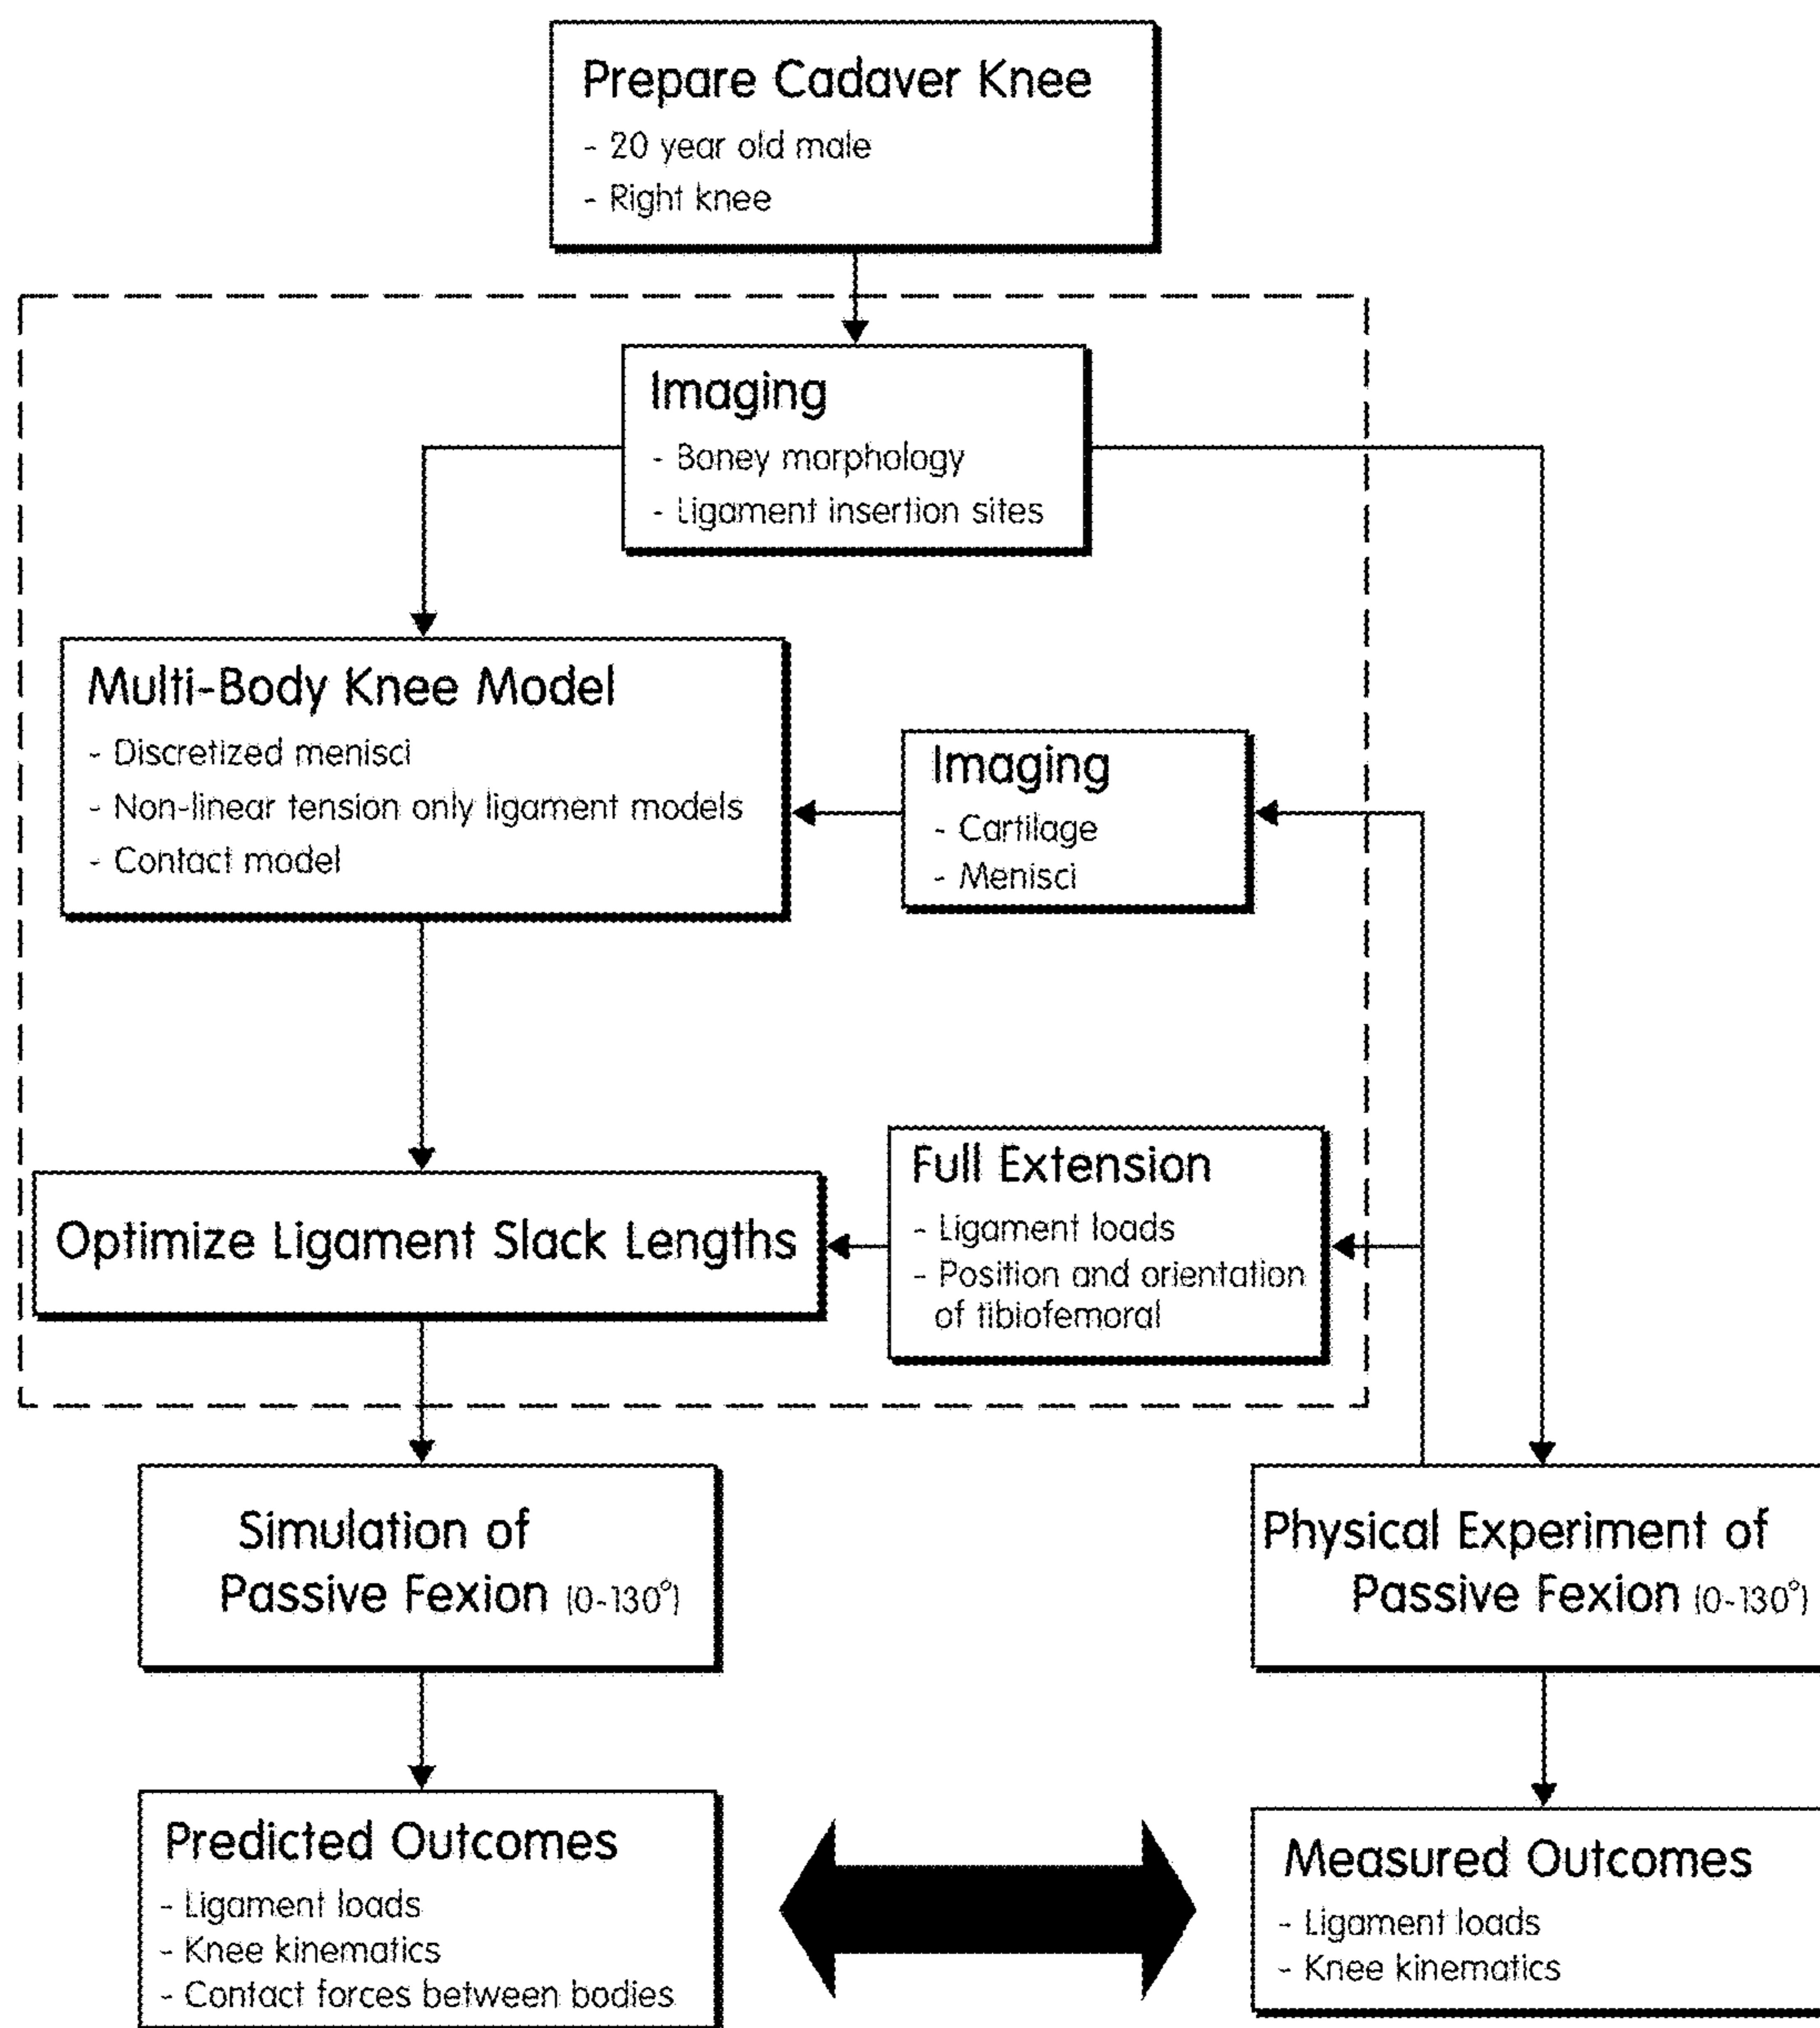 Prepare Cadaver Knee
- 20 year old male
- Right knee
Imaging
- Boney morphology
- Ligament insertion sites
Multi-Body Knee Model
- Discretized menisci
- Non-linear tension only ligament models
- Contact model
Imaging
- Cartilage
- Menisci
Optimize Ligament Slack Lengths
Full Extension
- Ligament loads
- Position and orientation
of tibiofemoral
Simulation of
Passive Fexion (0-130°)
Physical Experiment of
Passive Fexion (0-130°)
Predicted Outcomes
- Ligament loads
- Knee kinematics
- Contact forces between bodies
Measured Outcomes
- Ligament loads
- Knee kinematics